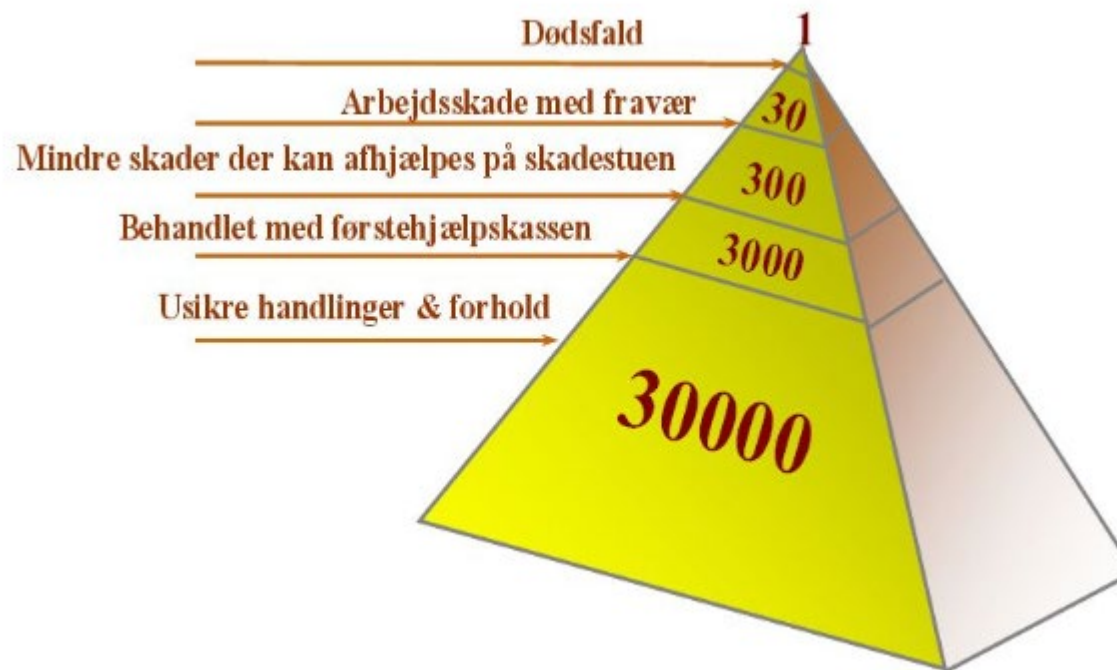 1
Dødsfald
30
Arbejdsskade med fravær
300
Mindre skader der kan afhjælpes på skadestuen
3000
Behandlet med førstehjælpskassen
Usikre handlinger & forhold
30000